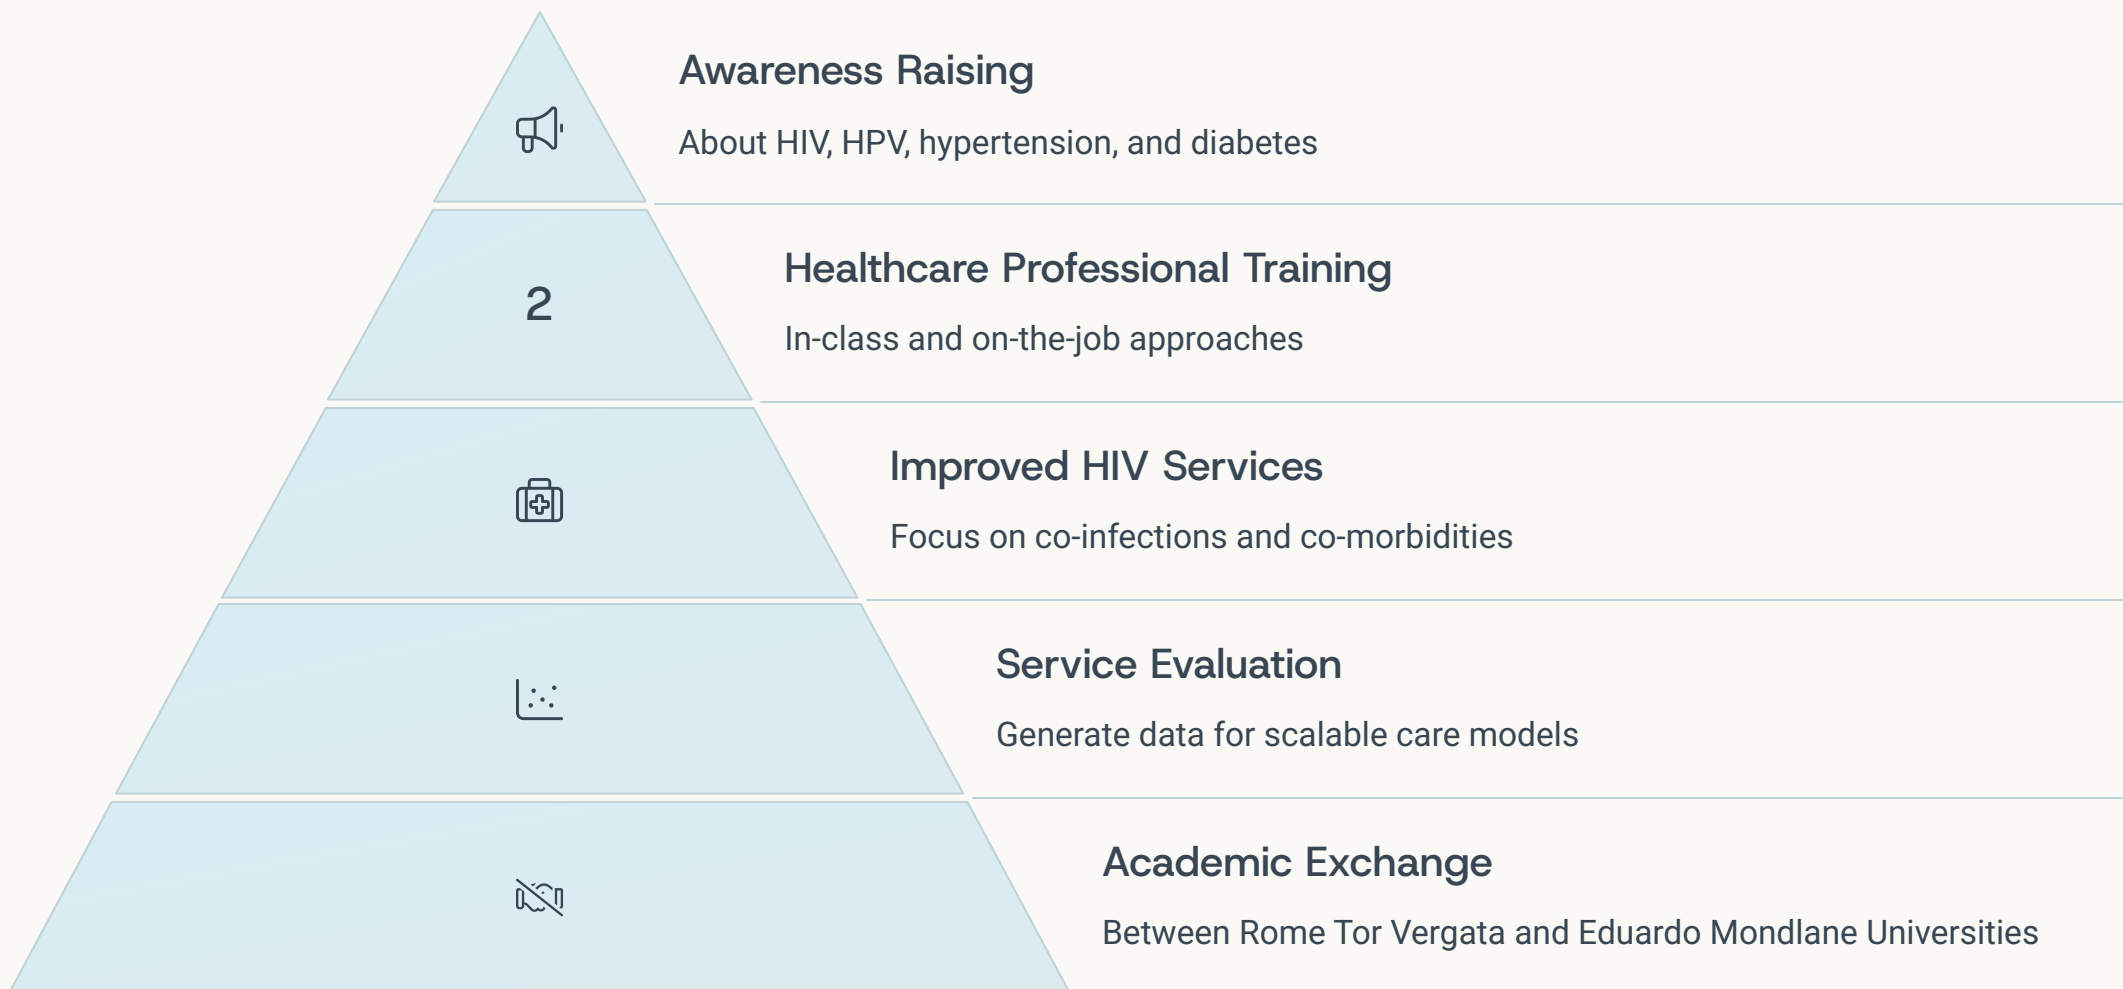 Awareness Raising
About HIV, HPV, hypertension, and diabetes
2
Healthcare Professional Training
In-class and on-the-job approaches
Improved HIV Services
Focus on co-infections and co-morbidities
Service Evaluation
Generate data for scalable care models
Academic Exchange
Between Rome Tor Vergata and Eduardo Mondlane Universities